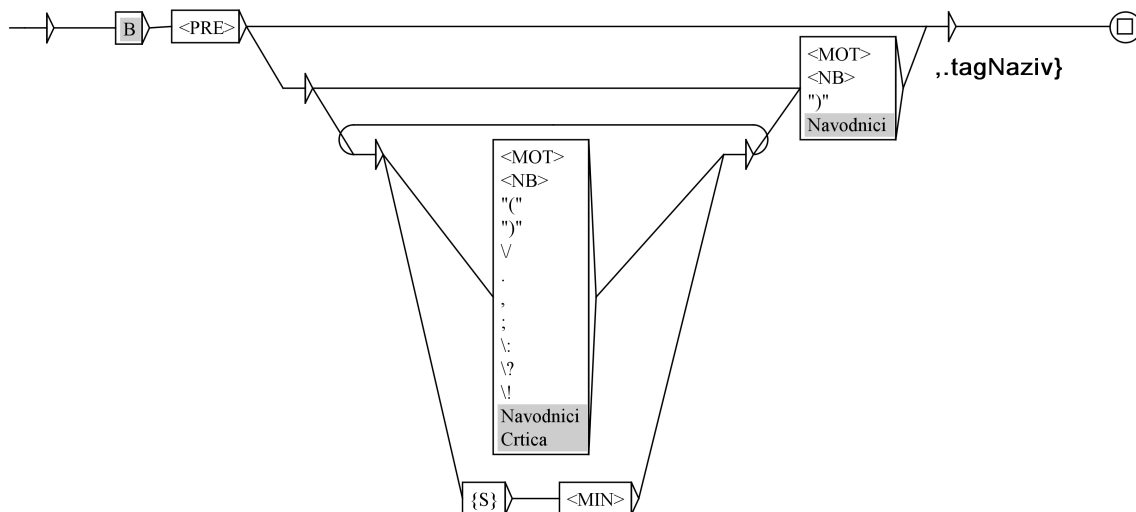 B
<PRE>
<MOT>
<NB>
")"
Navodnici
,.tagNaziv}
<MOT>
<NB>
"("
")"
\/
.
,
;
\:
\?
\!
Navodnici
Crtica
{S}
<MIN>